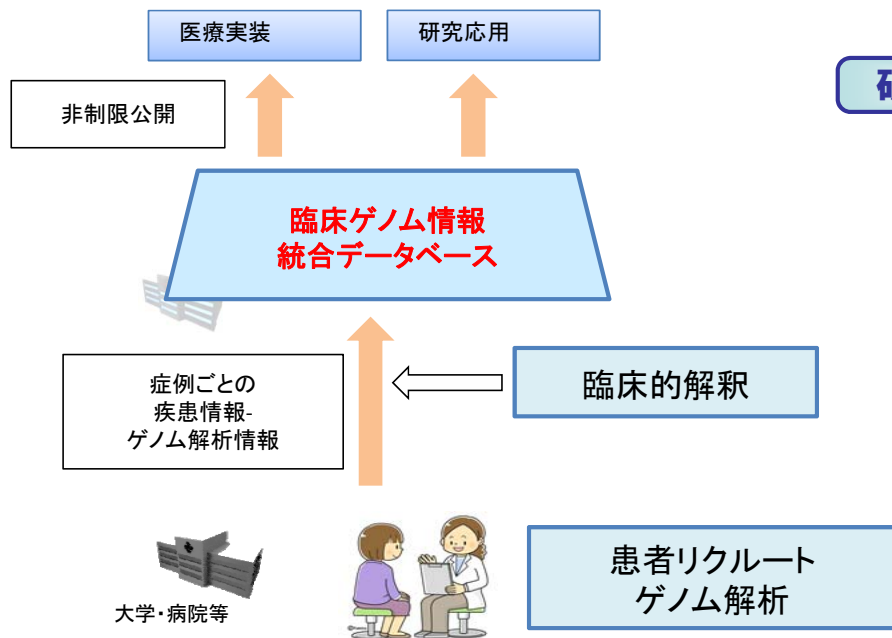 医療実装
研究応用
非制限公開
臨床ゲノム情報
統合データベース
症例ごとの
疾患情報-
ゲノム解析情報
臨床的解釈
大学・病院等
患者リクルート
ゲノム解析